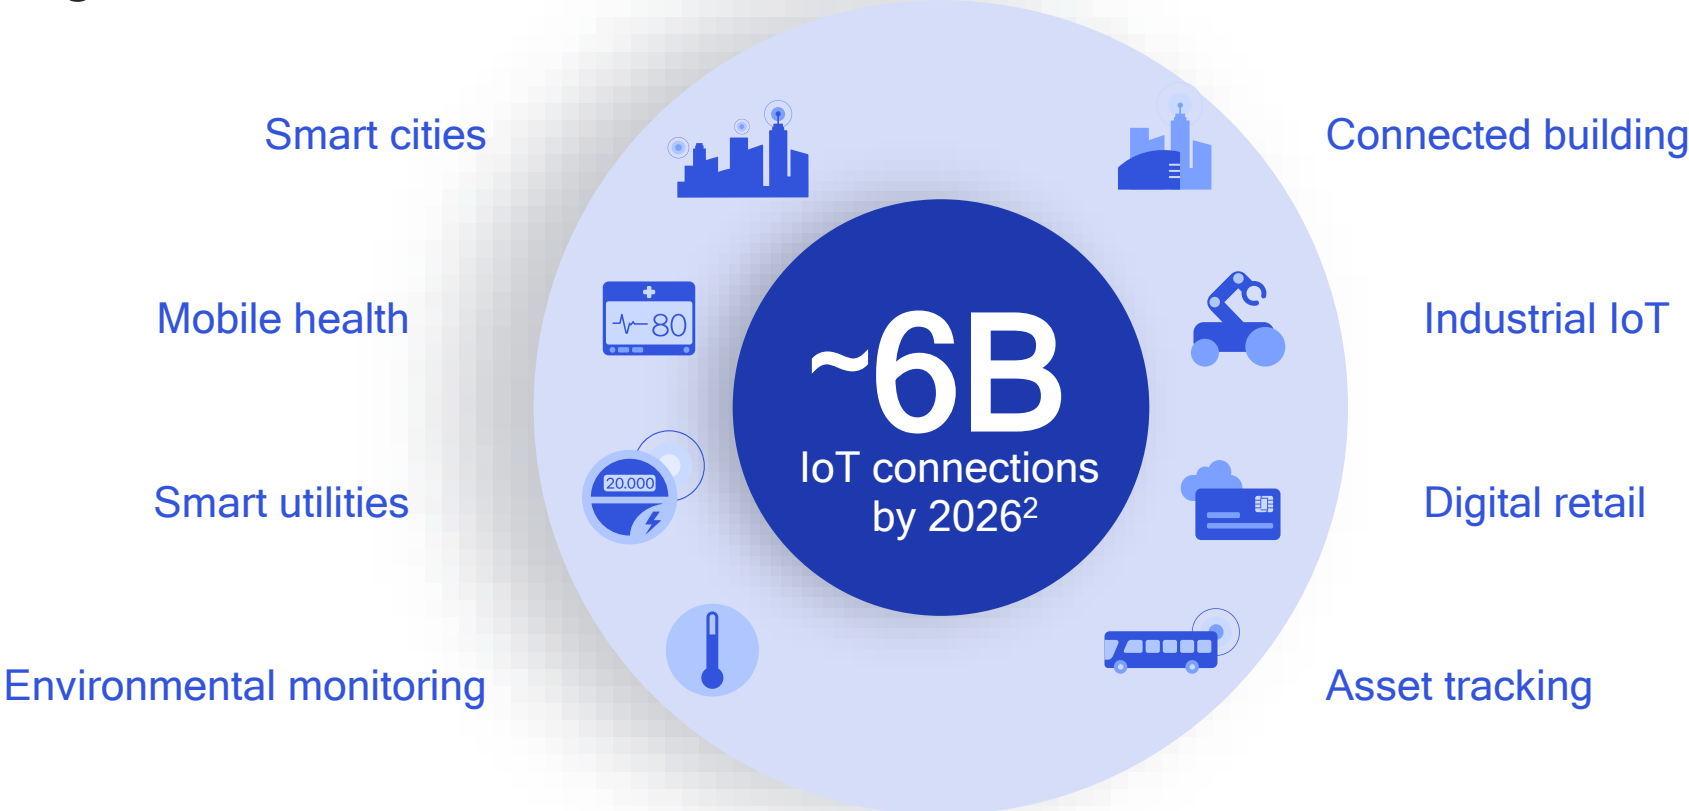 Smart cities
Connected building
Mobile health
80
Industrial IoT
~6B
IoT connections
by 2026²
Smart utilities
20.000
Digital retail
Environmental monitoring
Asset tracking